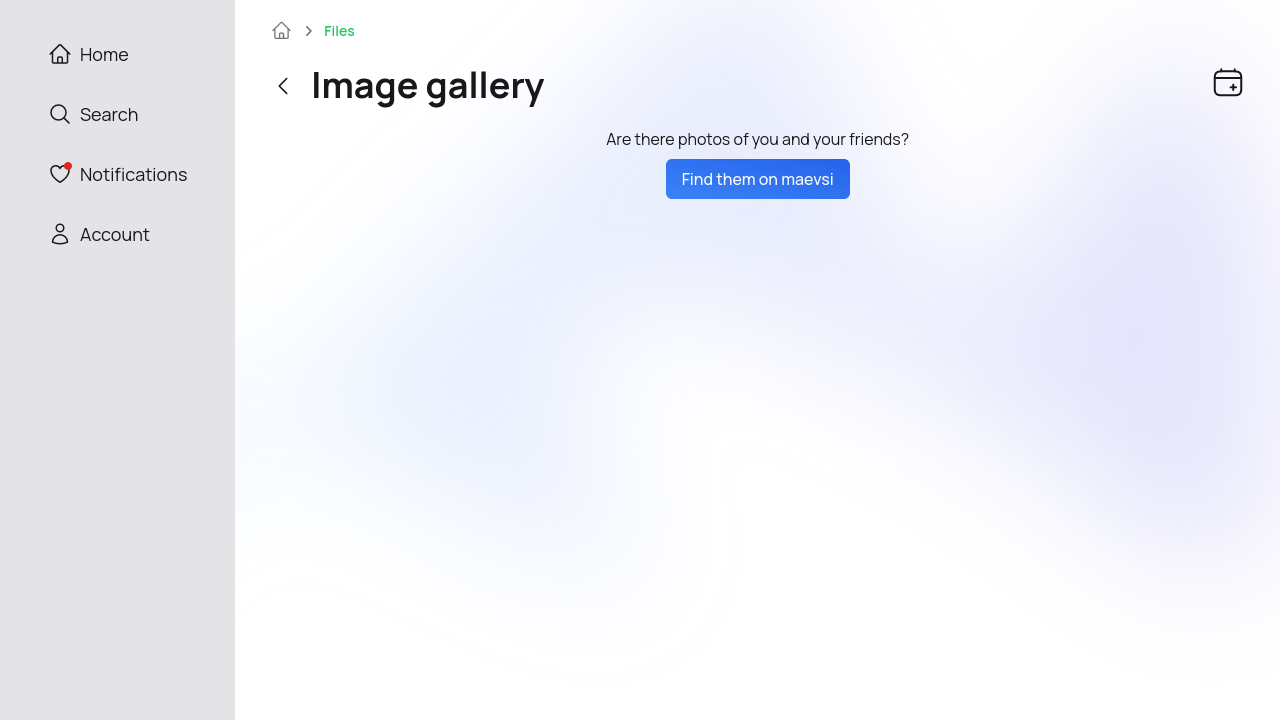 Home
Search
Notifications
Account
Files
Image gallery
Are there photos of you and your friends?
Find them on maevsi